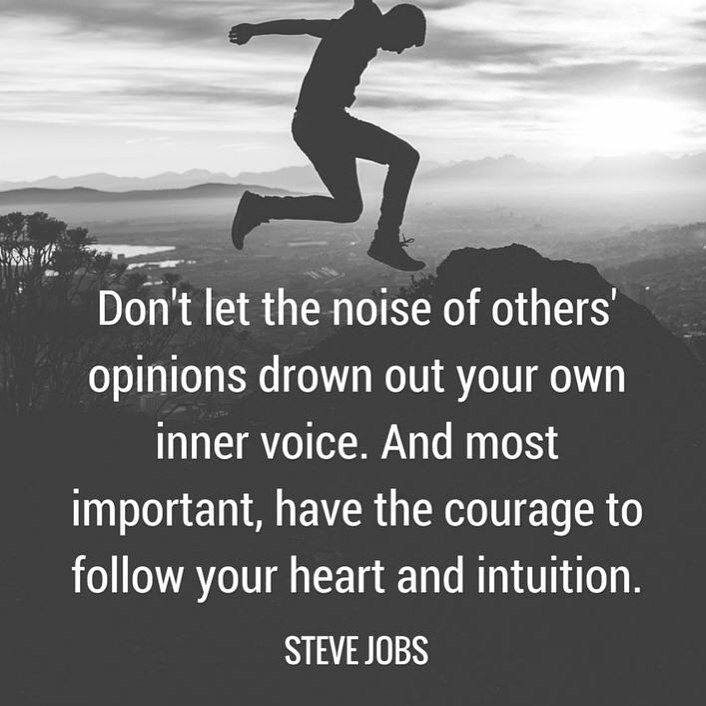 Don't let the noise of others'
opinions drown out your own
inner voice. And most
important, have the courage to
follow your heart and intuition.
STEVE JOBS